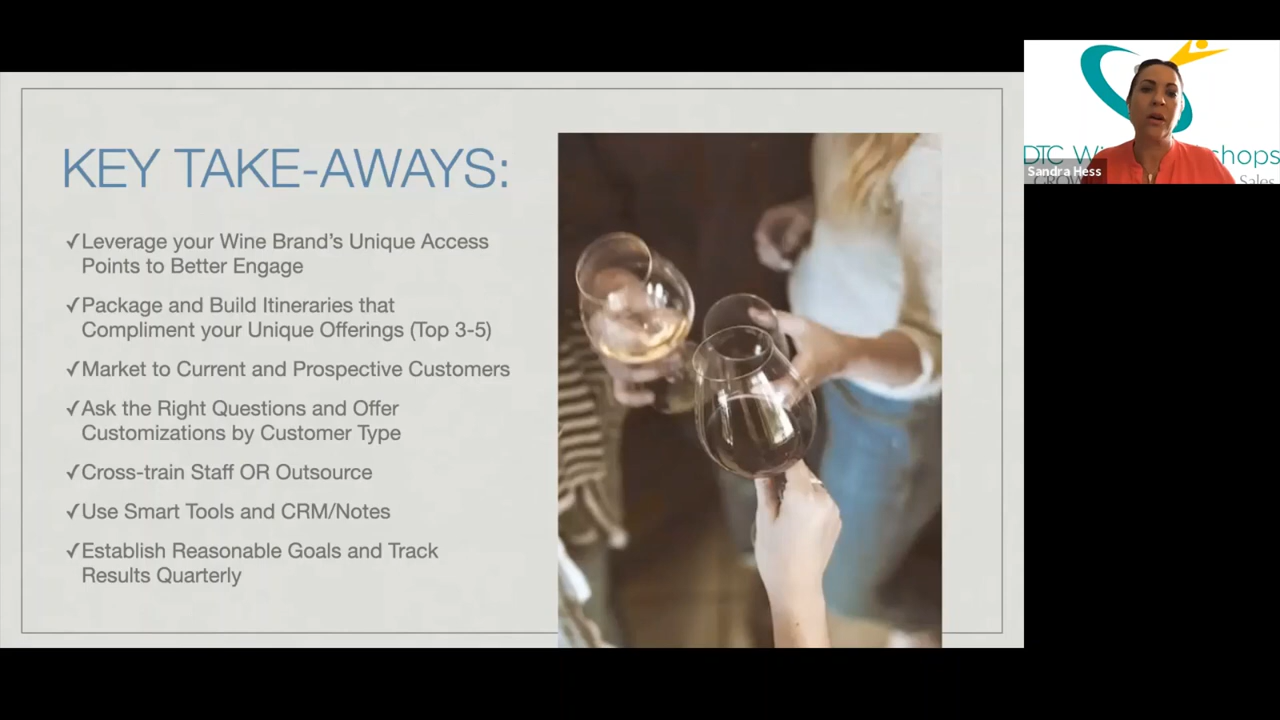 KEY TAKE-AWAYS:
✓Leverage your Wine Brand's Unique Access
Points to Better Engage
✓Package and Build Itineraries that
Compliment your Unique Offerings (Top 3-5)
✓Market to Current and Prospective Customers
✓Ask the Right Questions and Offer
Customizations by Customer Type
✓Cross-train Staff OR Outsource
✓Use Smart Tools and CRM/Notes
✓Establish Reasonable Goals and Track
Results Quarterly
DTC
Sandra Hess
Sales